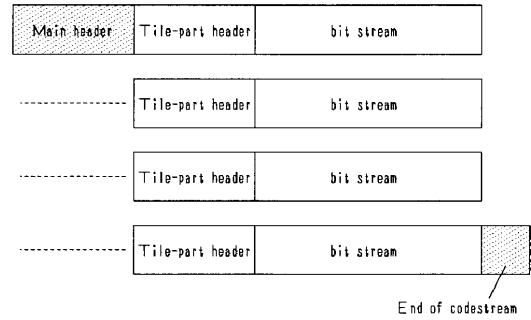 Main header Tile-part header bit stream
Tile-part header bit stream
Tile-part header bit stream
Tile-part header bit stream
End of codestream